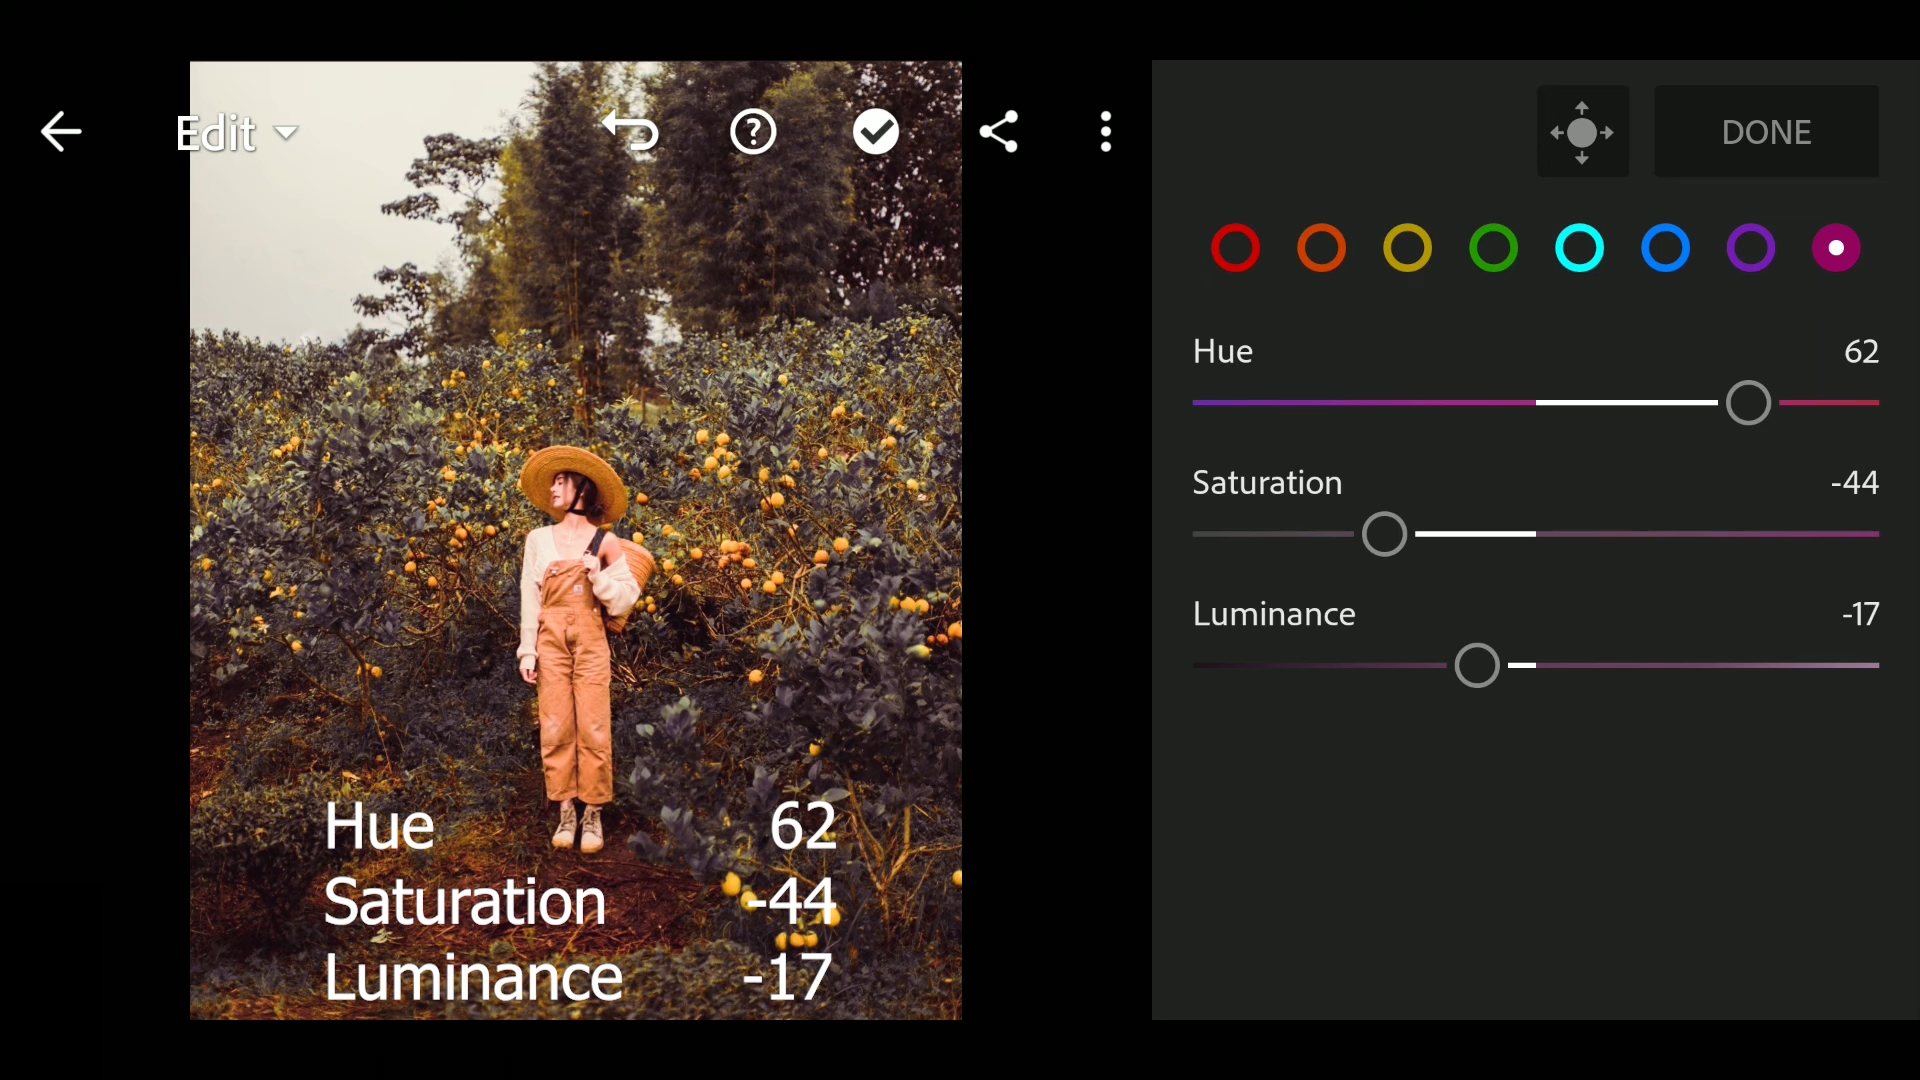 Edit
DONE
Hue 62
Saturation -44
Luminance -17
Hue 62
Saturation -44
Luminance -17